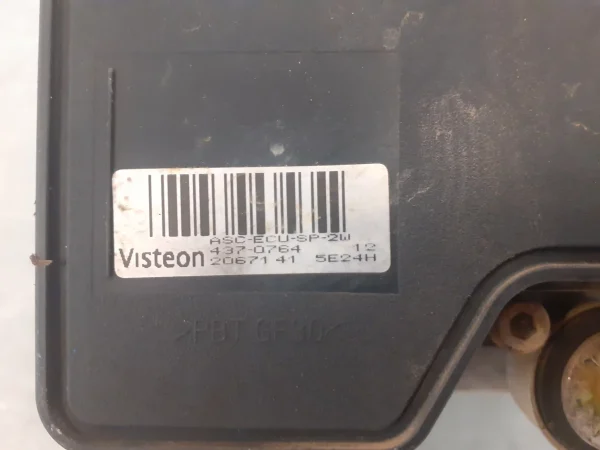 ASC-ECU-SP-2W
Visteon 437-0764 12
2067141 5E24H
>PBT GF30<